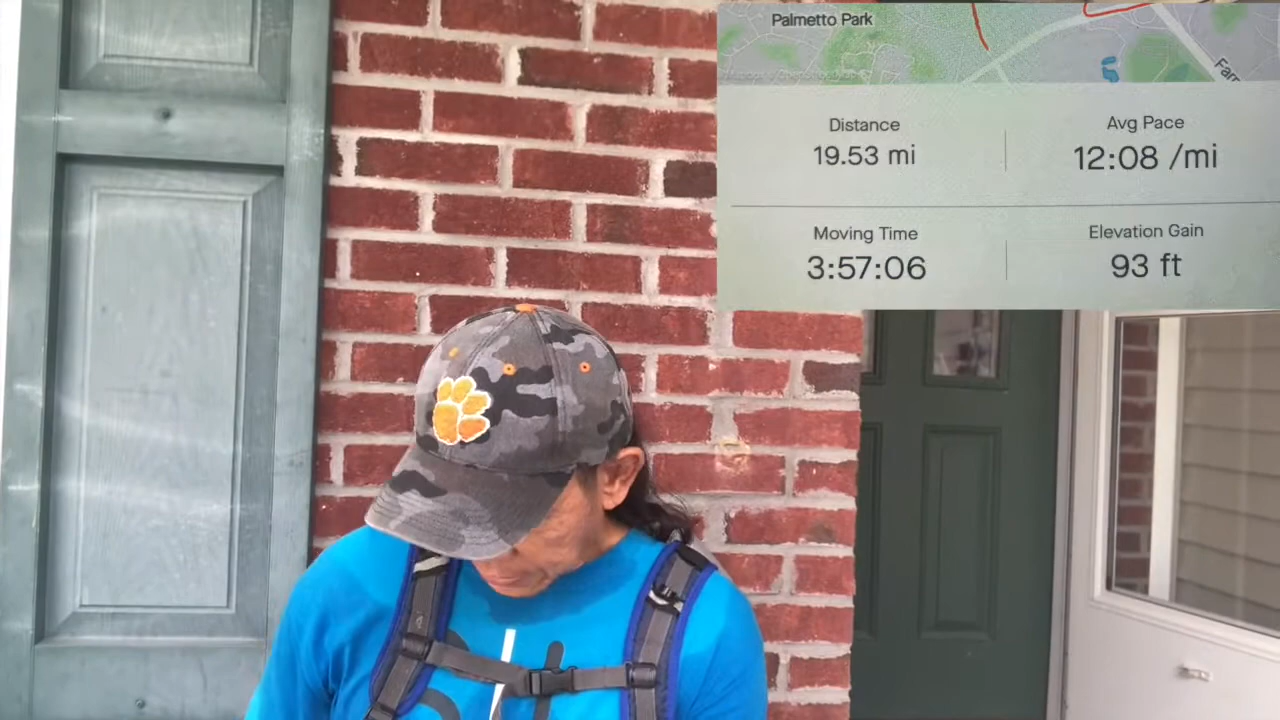 Palmetto Park
Farr
Distance
Avg Pace
19.53 mi
12:08 /mi
Moving Time
Elevation Gain
3:57:06
93 ft